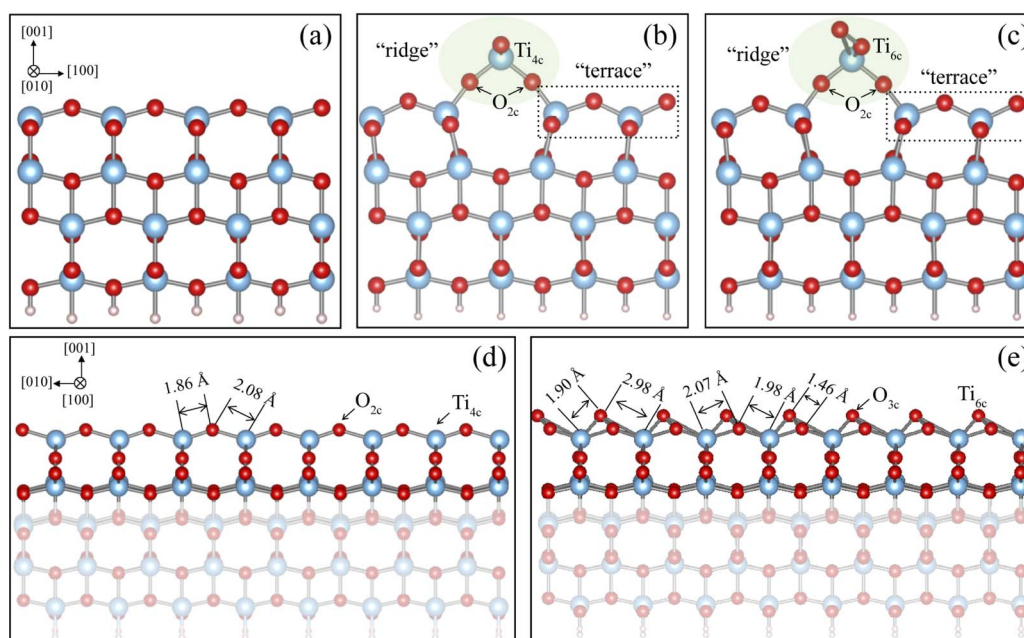 (a)
[001]
[100]
[010]
(b)
"ridge"
Ti4c
"terrace"
O2c
(c)
"ridge"
Ti6c
"terrace"
O2c
(d)
[001]
[010]
[100]
1.86 Å
2.08 Å
O2c
Ti4c
(e)
1.90 Å
2.98 Å
2.07 Å
1.98 Å
1.46 Å
O3c
Ti6c